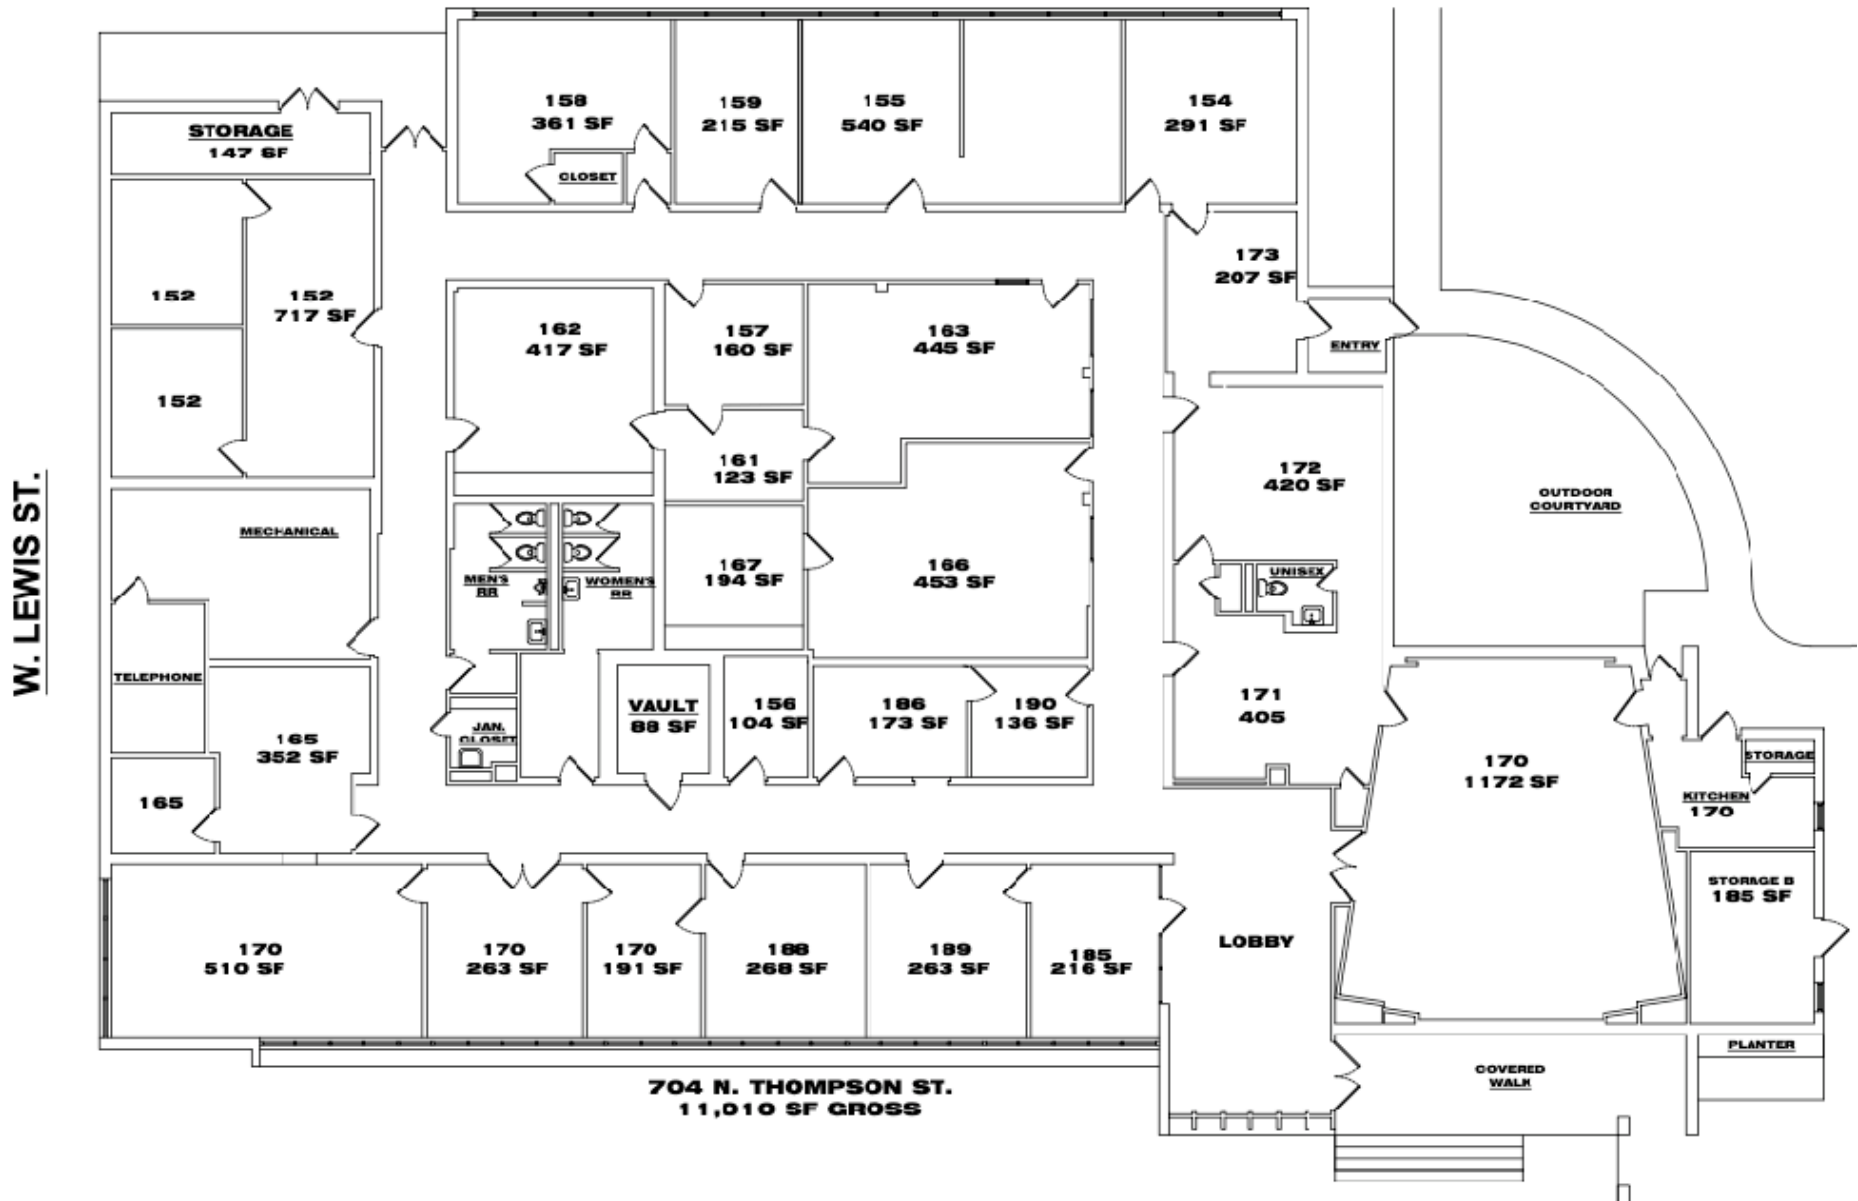 158
361 SF
159
215 SF
155
540 SF
154
291 SF
STORAGE
147 SF
CLOSET
173
207 SF
152
152
717 SF
152
162
417 SF
157
160 SF
163
445 SF
ENTRY
161
123 SF
172
420 SF
OUTDOOR
COURTYARD
W. LEWIS ST.
MECHANICAL
MEN'S
RR
WOMEN'S
RR
167
194 SF
166
453 SF
UNISEX
TELEPHONE
VAULT
88 SF
156
104 SF
186
173 SF
190
136 SF
171
405
JAN.
CLOSET
165
352 SF
165
170
1172 SF
STORAGE
KITCHEN
170
STORAGE B
185 SF
170
510 SF
170
263 SF
170
191 SF
188
268 SF
189
263 SF
185
216 SF
LOBBY
PLANTER
COVERED
WALK
704 N. THOMPSON ST.
11,010 SF GROSS